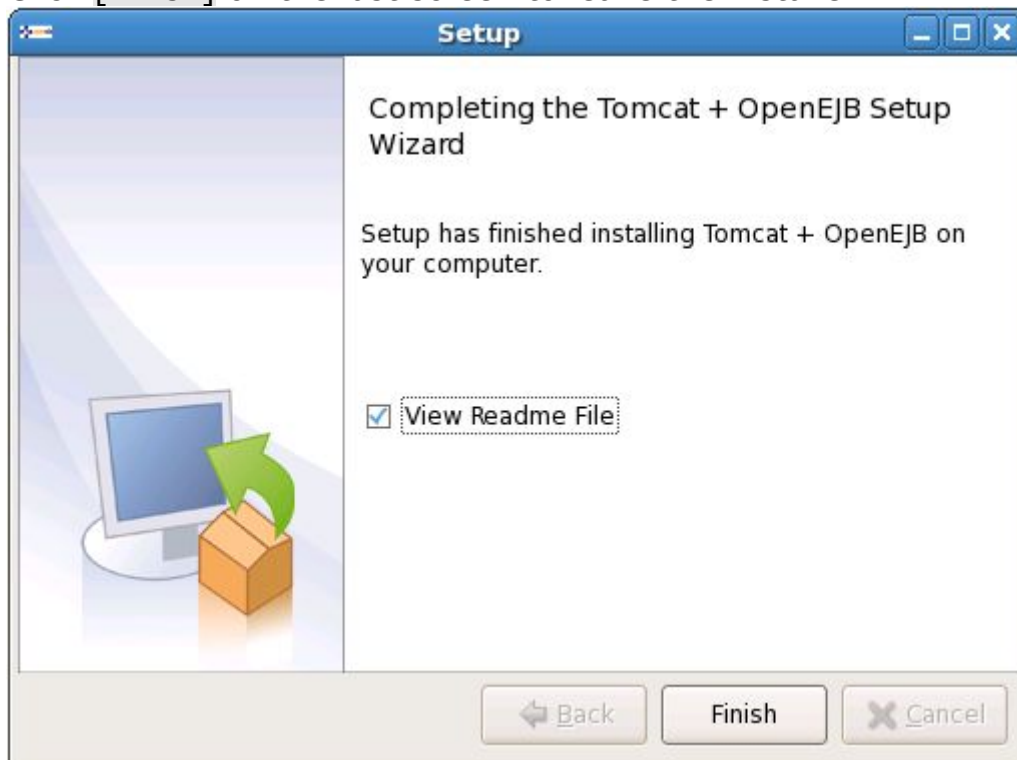 Setup
Completing the Tomcat + OpenEJB Setup
Wizard
Setup has finished installing Tomcat + OpenEJB on
your computer.
View Readme File
Back
Finish
Cancel